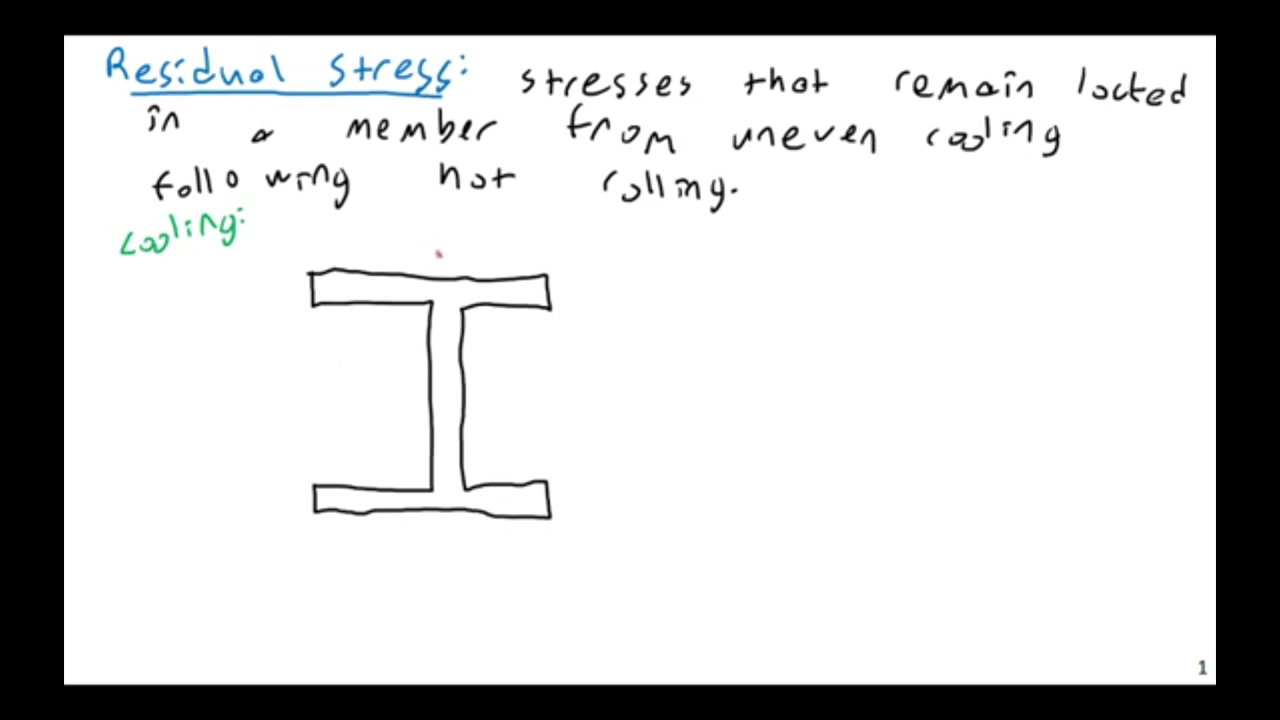 Residual stress: stresses that remain locked
in a member from uneven cooling
following hot rolling.
cooling:
1